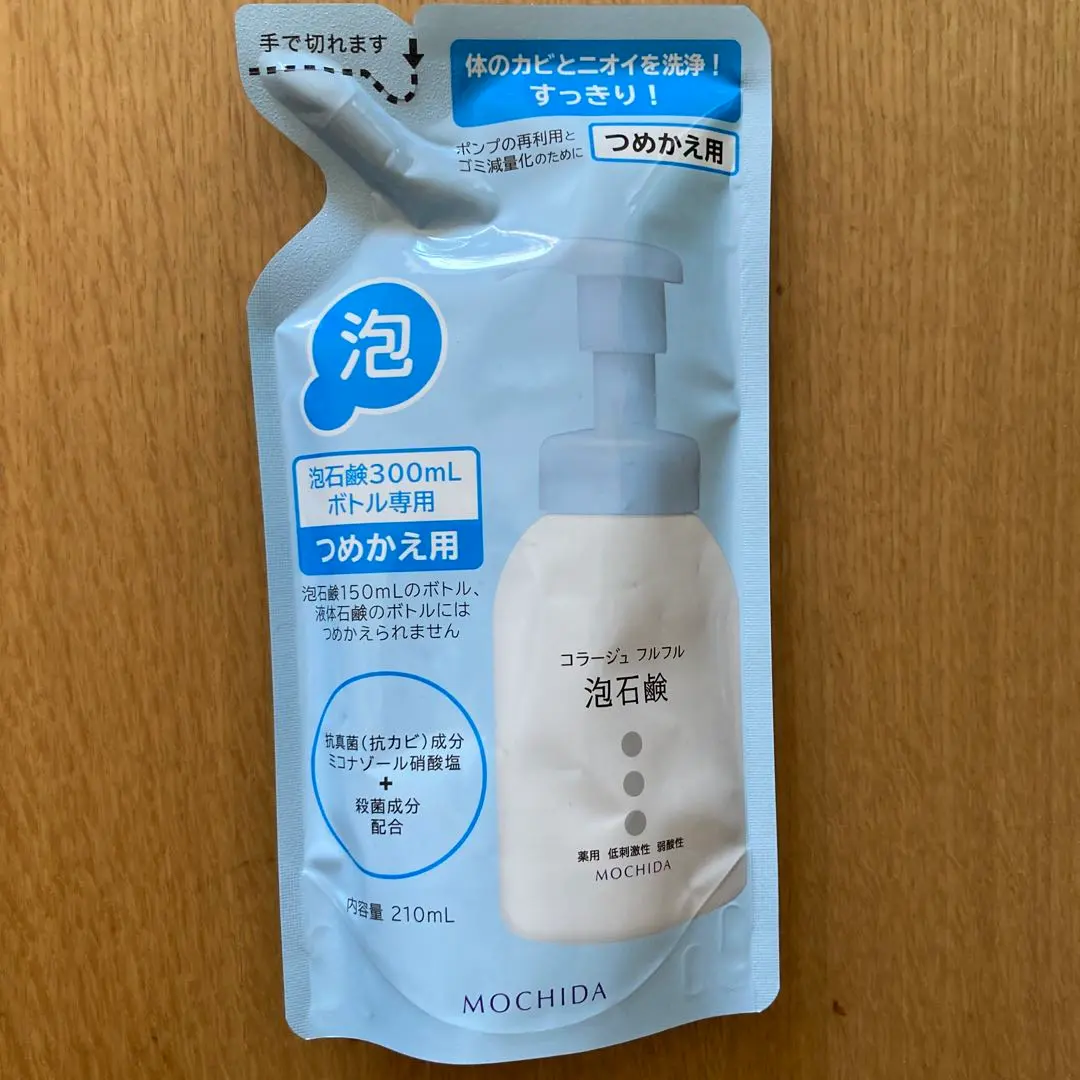 手で切れます
体のカビとニオイを洗浄！
すっきり！
ポンプの再利用と
ゴミ減量化のために
つめかえ用
泡
泡石鹸300mL
ボトル専用
つめかえ用
泡石鹸150mLのボトル、
液体石鹸のボトルには
つめかえられません
抗真菌（抗カビ）成分
ミコナゾール硝酸塩
+
殺菌成分
配合
内容量 210mL
コラージュ フルフル
泡石鹸
薬用 低刺激性 弱酸性
MOCHIDA
MOCHIDA